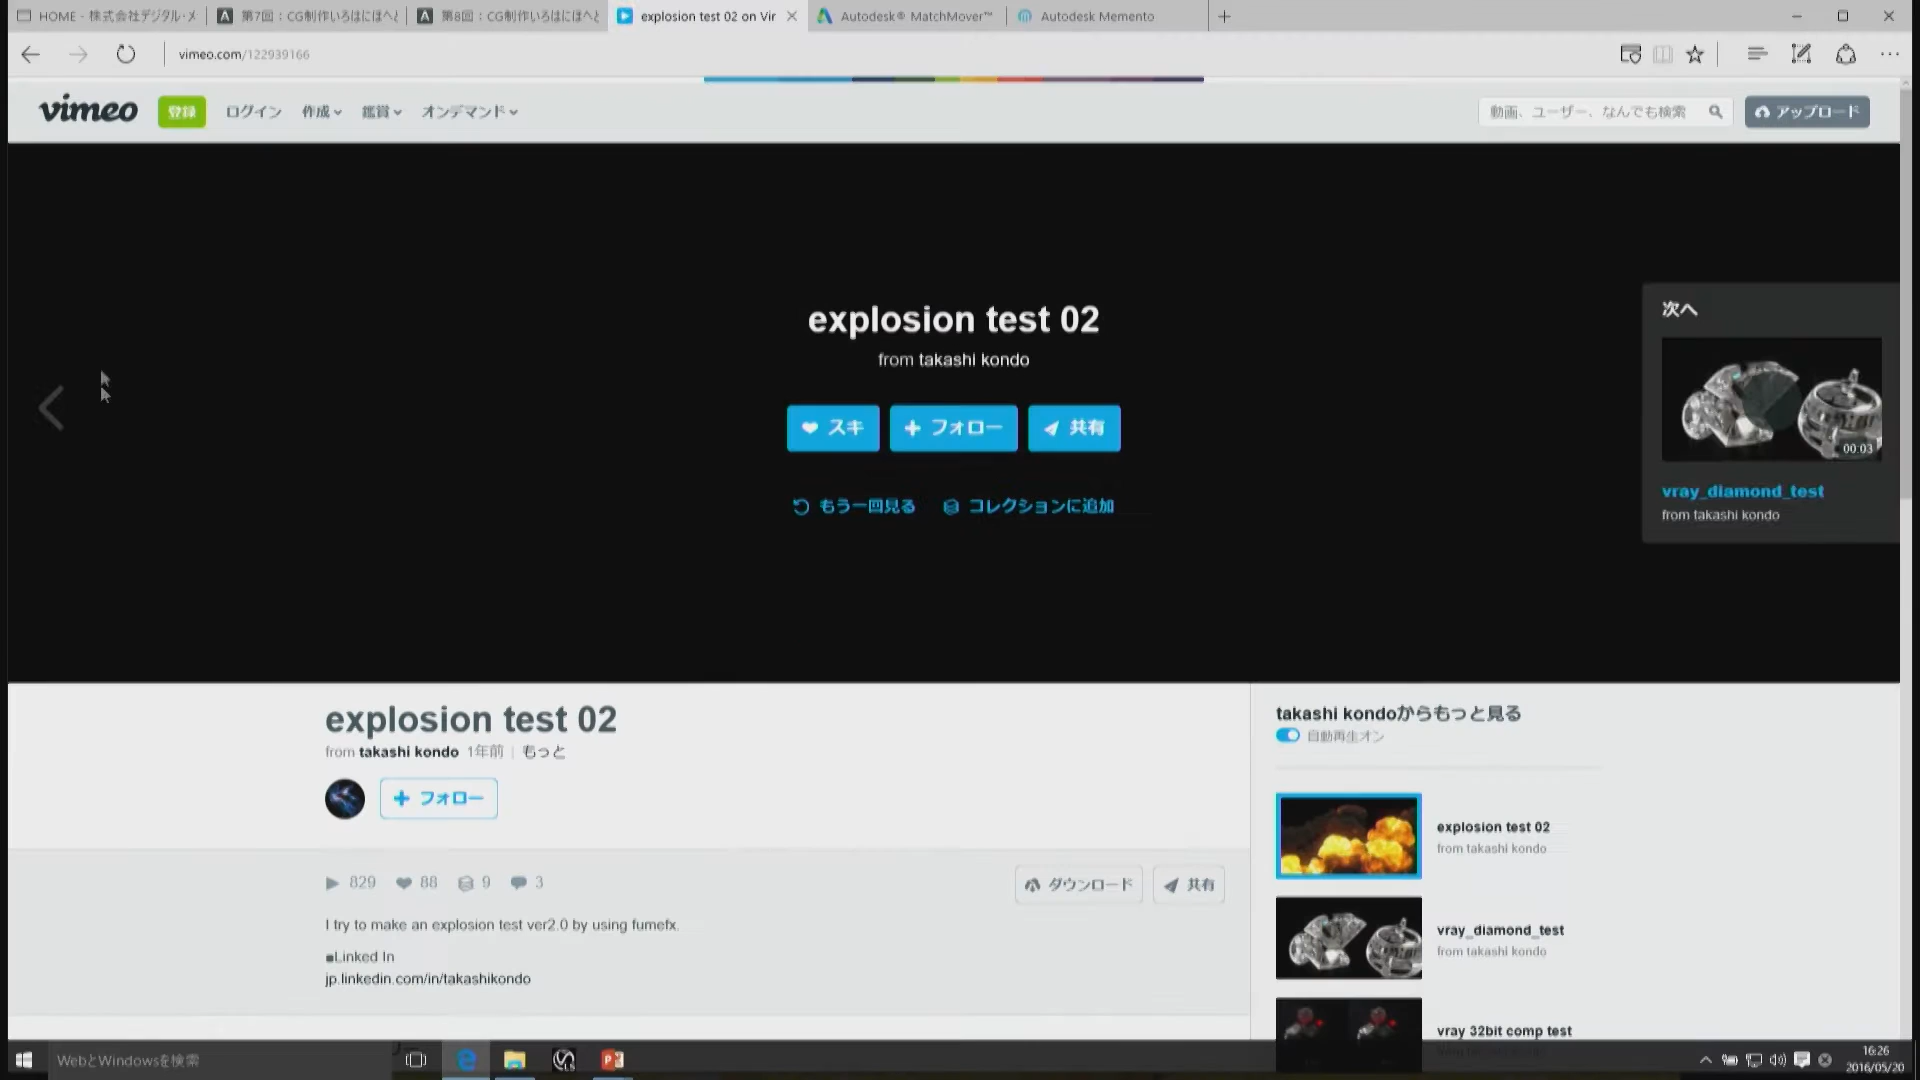 HOME - 株式会社デジタル・メ
第7回：CG制作いろはにほへと
第8回：CG制作いろはにほへと
explosion test 02 on Vir
Autodesk® MatchMover™
Autodesk Memento
vimeo.com/122939166
vimeo
登録
ログイン
作成
鑑賞
オンデマンド
動画、ユーザー、なんでも検索
アップロード
explosion test 02
from takashi kondo
スキ
フォロー
共有
もう一回見る
コレクションに追加
次へ
00:03
vray_diamond_test
from takashi kondo
explosion test 02
from takashi kondo 1年前 | もっと
フォロー
829 88 9 3
ダウンロード
共有
I try to make an explosion test ver2.0 by using fumefx.
■Linked In
jp.linkedin.com/in/takashikondo
takashi kondoからもっと見る
自動再生オン
explosion test 02
from takashi kondo
vray_diamond_test
from takashi kondo
vray 32bit comp test
WebとWindowsを検索
16:26
2016/05/20